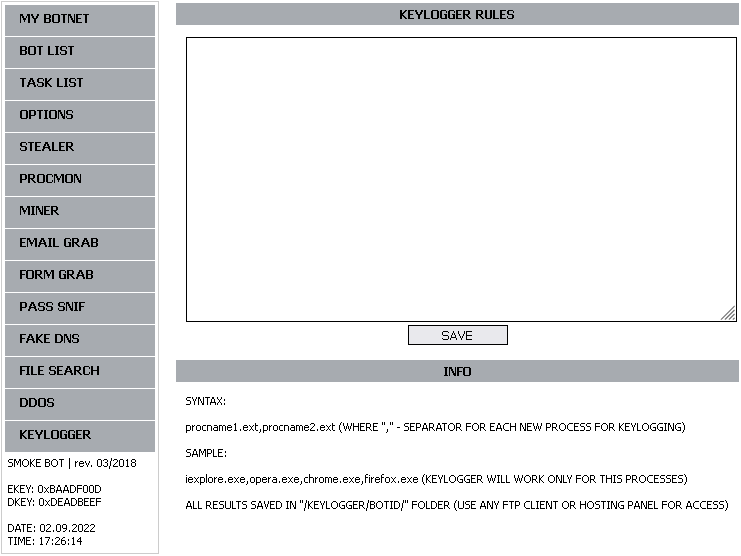 MY BOTNET
BOT LIST
TASK LIST
OPTIONS
STEALER
PROCMON
MINER
EMAIL GRAB
FORM GRAB
PASS SNIF
FAKE DNS
FILE SEARCH
DDOS
KEYLOGGER
SMOKE BOT | rev. 03/2018
EKEY: 0xBAADF00D
DKEY: 0xDEADBEEF
DATE: 02.09.2022
TIME: 17:26:14
KEYLOGGER RULES
SAVE
INFO
SYNTAX:
procname1.ext,procname2.ext (WHERE "," - SEPARATOR FOR EACH NEW PROCESS FOR KEYLOGGING)
SAMPLE:
iexplore.exe,opera.exe,chrome.exe,firefox.exe (KEYLOGGER WILL WORK ONLY FOR THIS PROCESSES)
ALL RESULTS SAVED IN "/KEYLOGGER/BOTID/" FOLDER (USE ANY FTP CLIENT OR HOSTING PANEL FOR ACCESS)